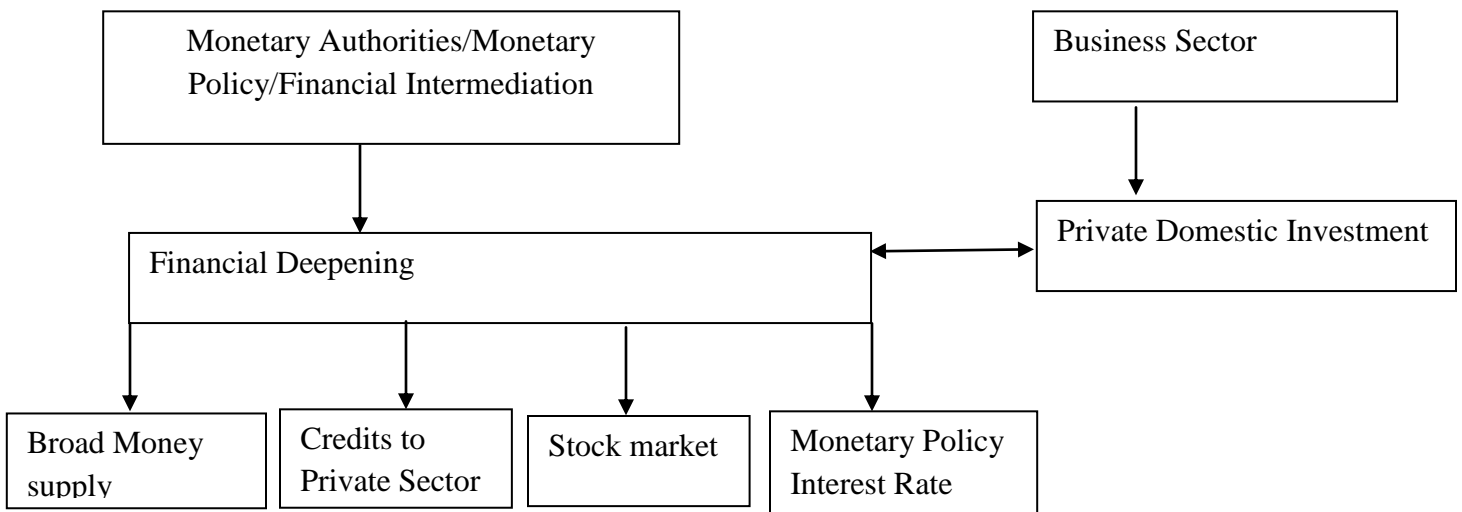 Monetary Authorities/Monetary
Policy/Financial Intermediation
Business Sector
Private Domestic Investment
Financial Deepening
Broad Money
supply
Credits to
Private Sector
Stock market
Monetary Policy
Interest Rate